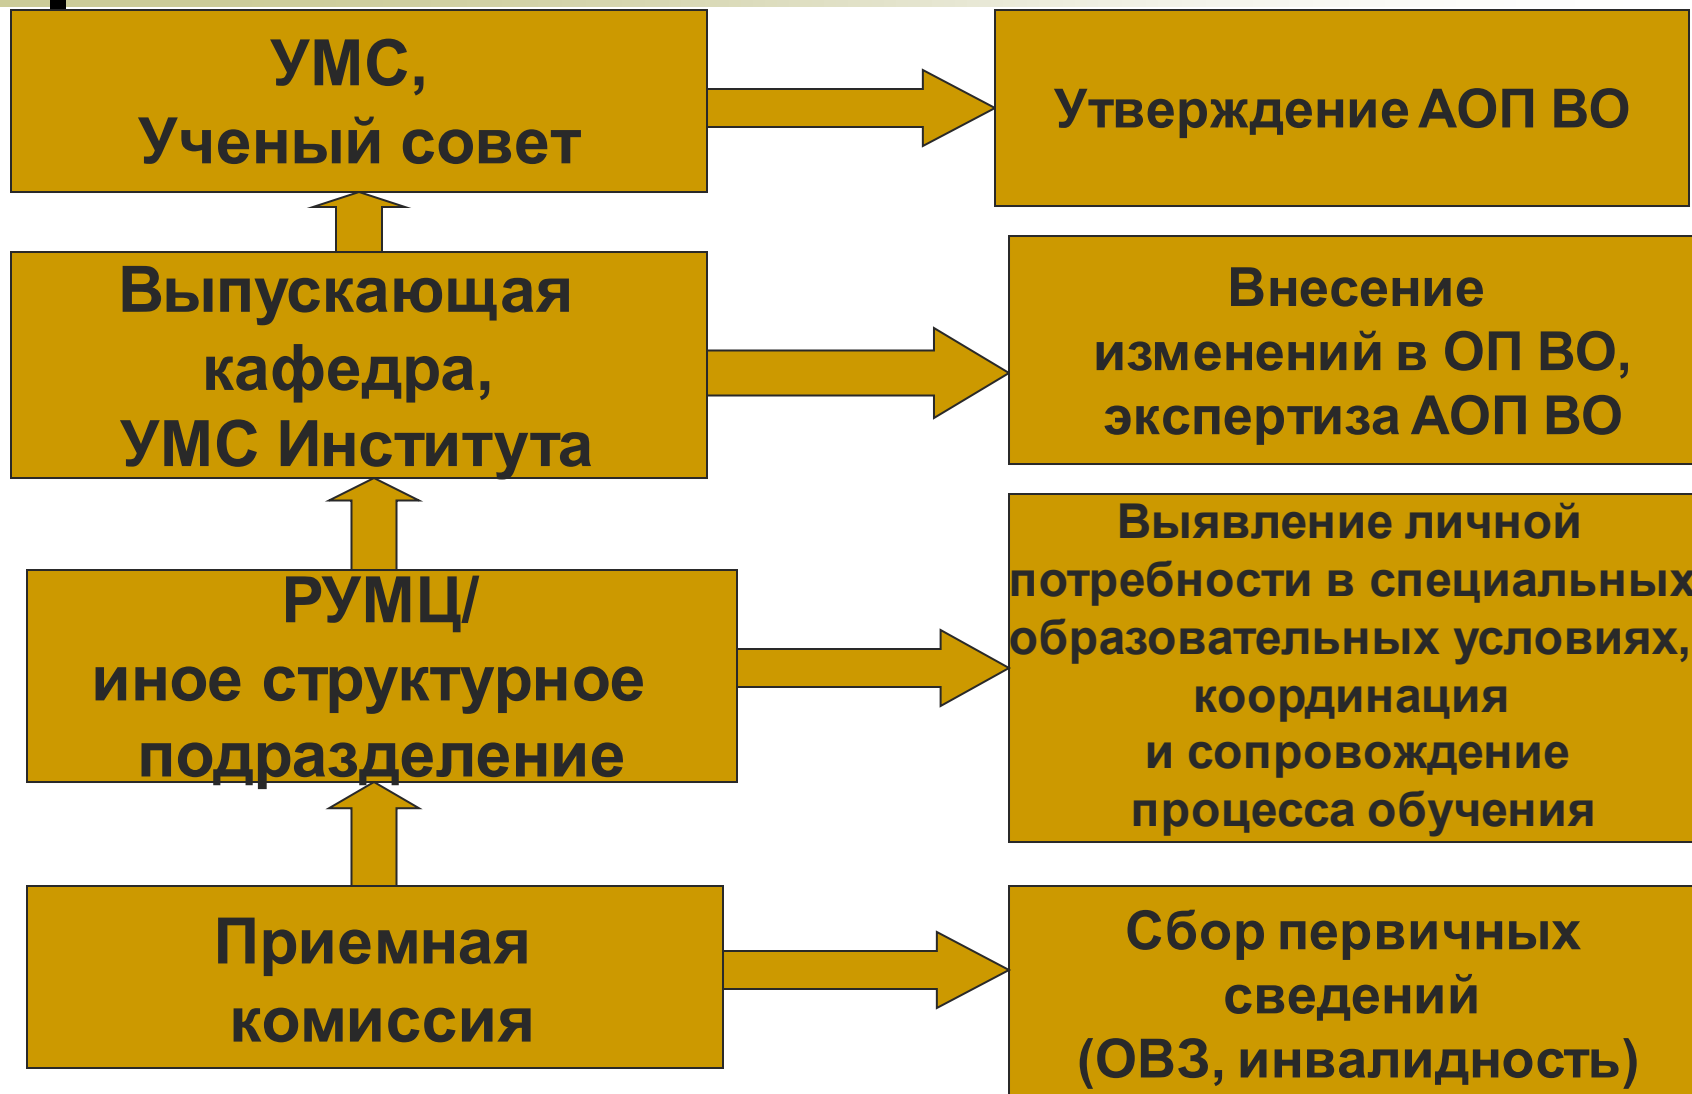 УМС,
Ученый совет
Утверждение АОП ВО
Выпускающая
кафедра,
УМС Института
Внесение
изменений в ОП ВО,
экспертиза АОП ВО
РУМЦ/
иное структурное
подразделение
Выявление личной
потребности в специальных
образовательных условиях,
координация
и сопровождение
процесса обучения
Приемная
комиссия
Сбор первичных
сведений
(ОВЗ, инвалидность)